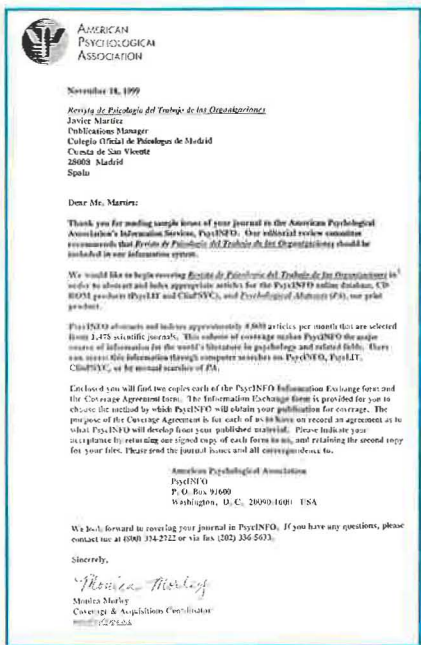 AMERICAN
PSYCHOLOGICAL
ASSOCIATION
November 18, 1999
Revista de Psicología del Trabajo de las Organizaciones
Javier Martiez
Publications Manager
Colegio Oficial de Psicologus de Madrid
Cuesta de San Vicente
28008 Madrid
Spain
Dear Mr. Martiez:
Thank you for sending sample issues of your journal to the American Psychological
Association's Information Services, PsycINFO. Our editorial review committee
recommends that Revista de Psicología del Trabajo de las Organizaciones should be
included in our information system.
We would like to begin covering Revista de Psicología del Trabajo de las Organizaciones in
order to abstract and index appropriate articles for the PsycINFO online database, CD
ROM products (PsycLIT and ClinPSYC), and Psychological Abstracts (PA), our print
product.
PsycINFO abstracts and indexes approximately articles per month that are selected
from 1,478 scientific journals. This volume of coverage makes PsycINFO the major
source of information for the world's literature in psychology and related fields. Users
can access this information through computer searches on PsycINFO, PsycLIT,
ClinPSYC, or by manual searches of PA.
Enclosed you will find two copies each of the PsycINFO Information Exchange form and
the Coverage Agreement form. The Information Exchange form is provided for you to
choose the method by which PsycINFO will obtain your publication for coverage. The
purpose of the Coverage Agreement is for each of us to have on record an agreement as to
what PsycINFO will develop from your published material. Please indicate your
acceptance by returning one signed copy of each form to us, and retaining the second copy
for your files. Please send the journal issues and all correspondence to:
American Psychological Association
PsycINFO
P. O. Box 91600
Washington, D. C. 20090-1600 USA
We look forward to covering your journal in PsycINFO. If you have any questions, please
contact me at (800) 374-2722 or via fax (202) 336-5633.
Sincerely,
Monica Morley
Monica Morley
Coverage & Acquisitions Coordinator